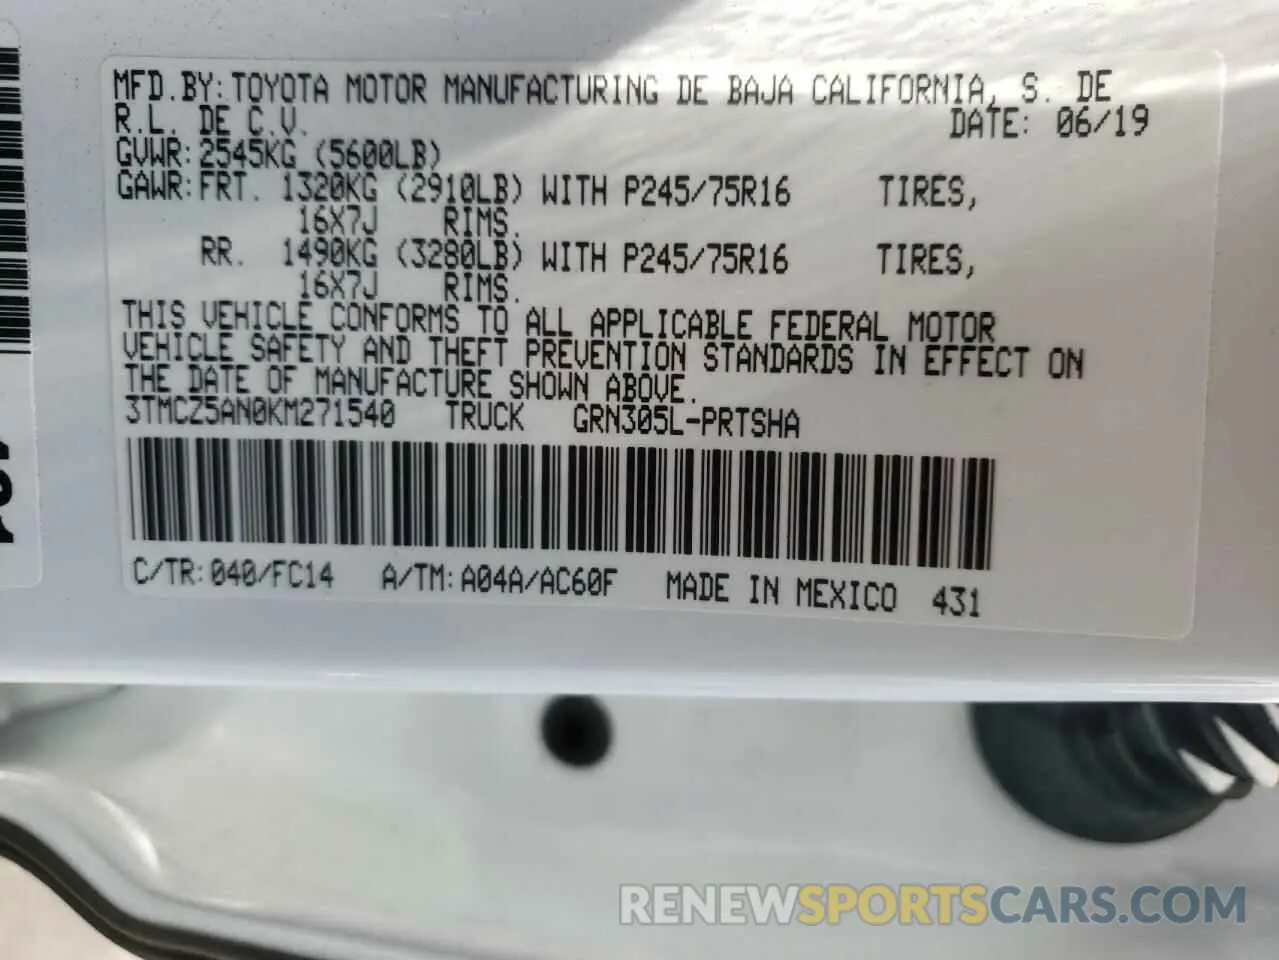 MFD.BY:TOYOTA MOTOR MANUFACTURING DE BAJA CALIFORNIA, S. DE
R.L. DE C.V. DATE: 06/19
GVWR:2545KG (5600LB)
GAWR:FRT. 1320KG (2910LB) WITH P245/75R16 TIRES,
16X7J RIMS.
RR. 1490KG (3280LB) WITH P245/75R16 TIRES,
16X7J RIMS.
THIS VEHICLE CONFORMS TO ALL APPLICABLE FEDERAL MOTOR
VEHICLE SAFETY AND THEFT PREVENTION STANDARDS IN EFFECT ON
THE DATE OF MANUFACTURE SHOWN ABOVE.
3TMCZ5AN0KM271540 TRUCK GRN305L-PRTSHA
C/TR:040/FC14 A/TM:A04A/AC60F MADE IN MEXICO 431
RENEWSPORTSCARS.COM